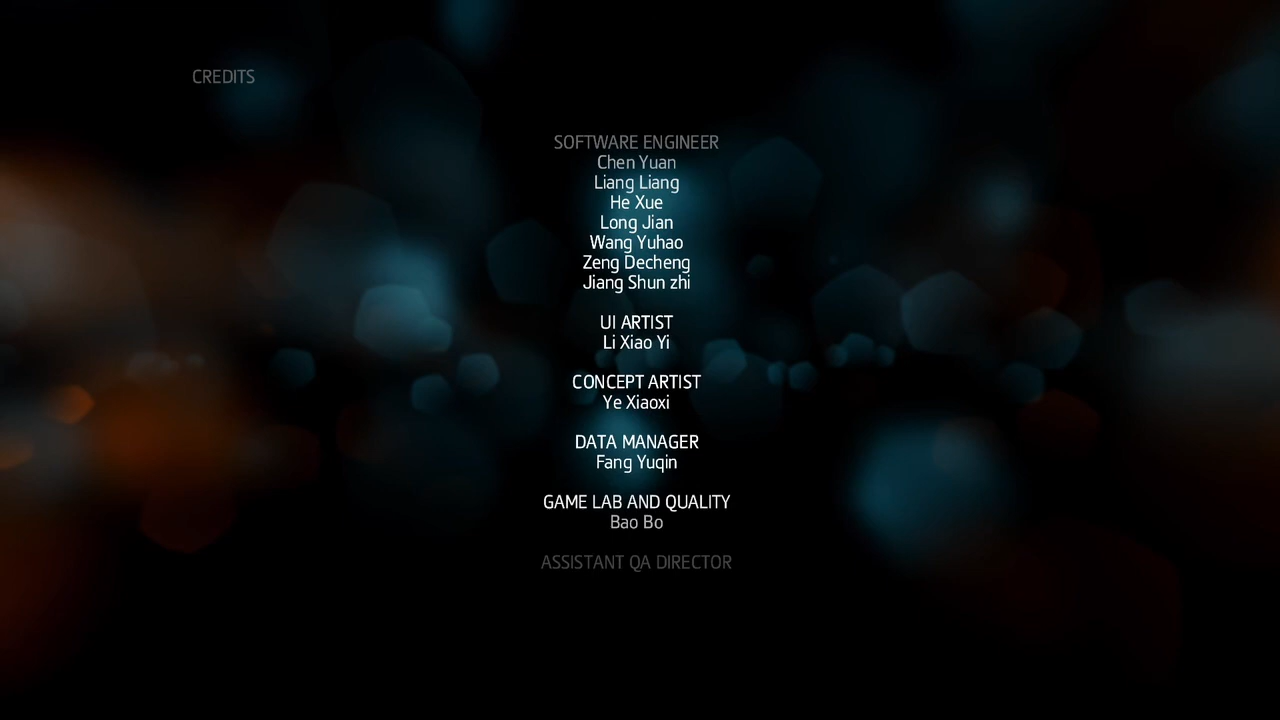 CREDITS
SOFTWARE ENGINEER
Chen Yuan
Liang Liang
He Xue
Long Jian
Wang Yuhao
Zeng Decheng
Jiang Shun zhi
UI ARTIST
Li Xiao Yi
CONCEPT ARTIST
Ye Xiaoxi
DATA MANAGER
Fang Yuqin
GAME LAB AND QUALITY
Bao Bo
ASSISTANT QA DIRECTOR